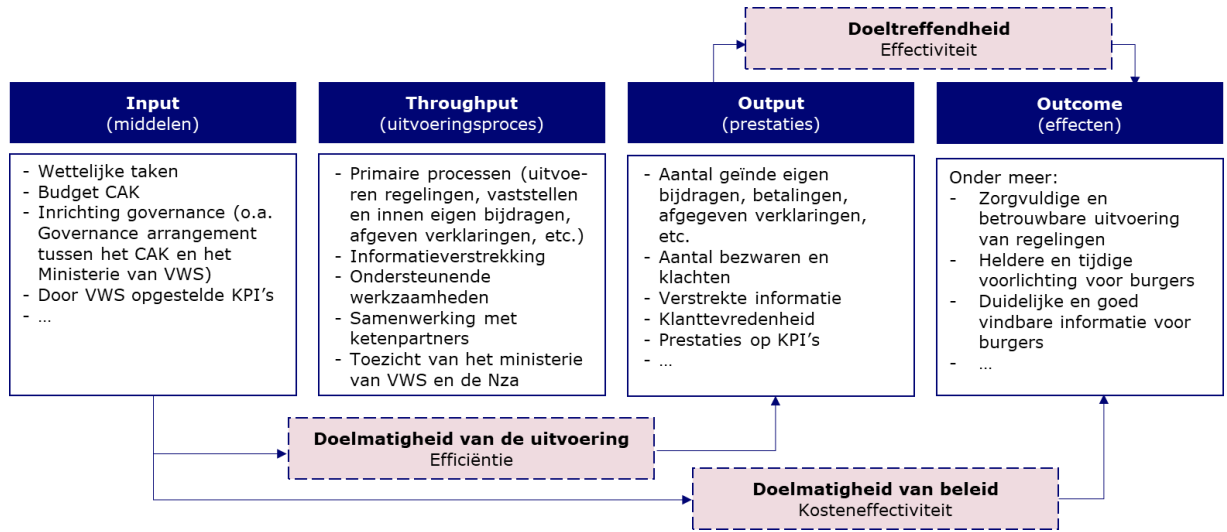 Doeltreffendheid
Effectiviteit
Input
(middelen)
- Wettelijke taken
- Budget CAK
- Inrichting governance (o.a.
Governance arrangement
tussen het CAK en het
Ministerie van VWS)
- Door VWS opgestelde KPI's
- ...
Throughput
(uitvoeringsproces)
- Primaire processen (uitvoe-
ren regelingen, vaststellen
en innen eigen bijdragen,
afgeven verklaringen, etc.)
- Informatieverstrekking
- Ondersteunende
werkzaamheden
- Samenwerking met
ketenpartners
- Toezicht van het ministerie
van VWS en de Nza
Output
(prestaties)
- Aantal geïnde eigen
bijdragen, betalingen,
afgegeven verklaringen,
etc.
- Aantal bezwaren en
klachten
- Verstrekte informatie
- Klanttevredenheid
- Prestaties op KPI's
- ...
Outcome
(effecten)
Onder meer:
- Zorgvuldige en
betrouwbare uitvoering
van regelingen
- Heldere en tijdige
voorlichting voor burgers
- Duidelijke en goed
vindbare informatie voor
burgers
- ...
Doelmatigheid van de uitvoering
Efficiëntie
Doelmatigheid van beleid
Kosteneffectiviteit